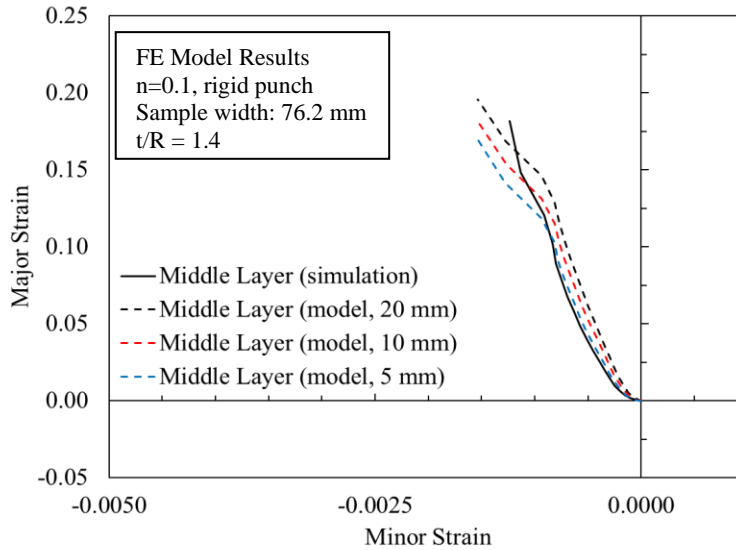 0.25
0.20
0.15
0.10
0.05
0.00
-0.05
Major Strain
FE Model Results
n=0.1, rigid punch
Sample width: 76.2 mm
t/R = 1.4
Middle Layer (simulation)
Middle Layer (model, 20 mm)
Middle Layer (model, 10 mm)
Middle Layer (model, 5 mm)
-0.0050
-0.0025
0.0000
Minor Strain